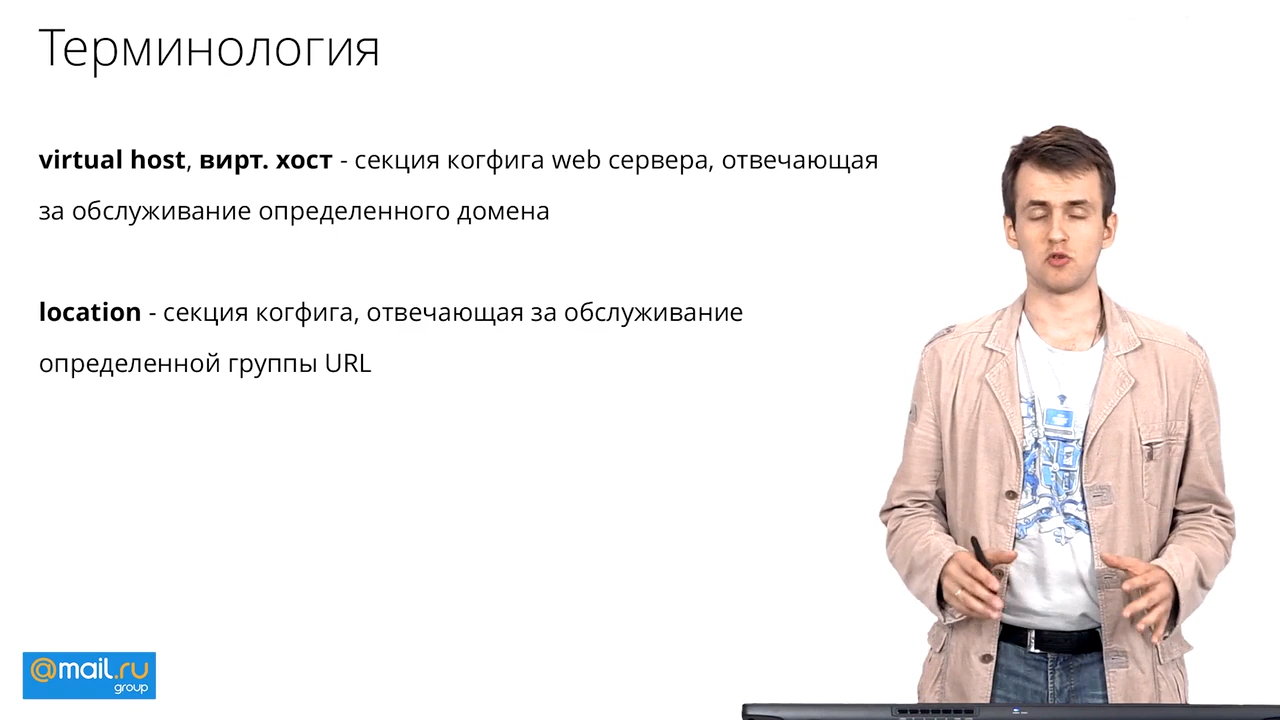 Терминология
virtual host, вирт. хост - секция когфига web сервера, отвечающая
за обслуживание определенного домена
location - секция когфига, отвечающая за обслуживание
определенной группы URL
@mail.ru
group